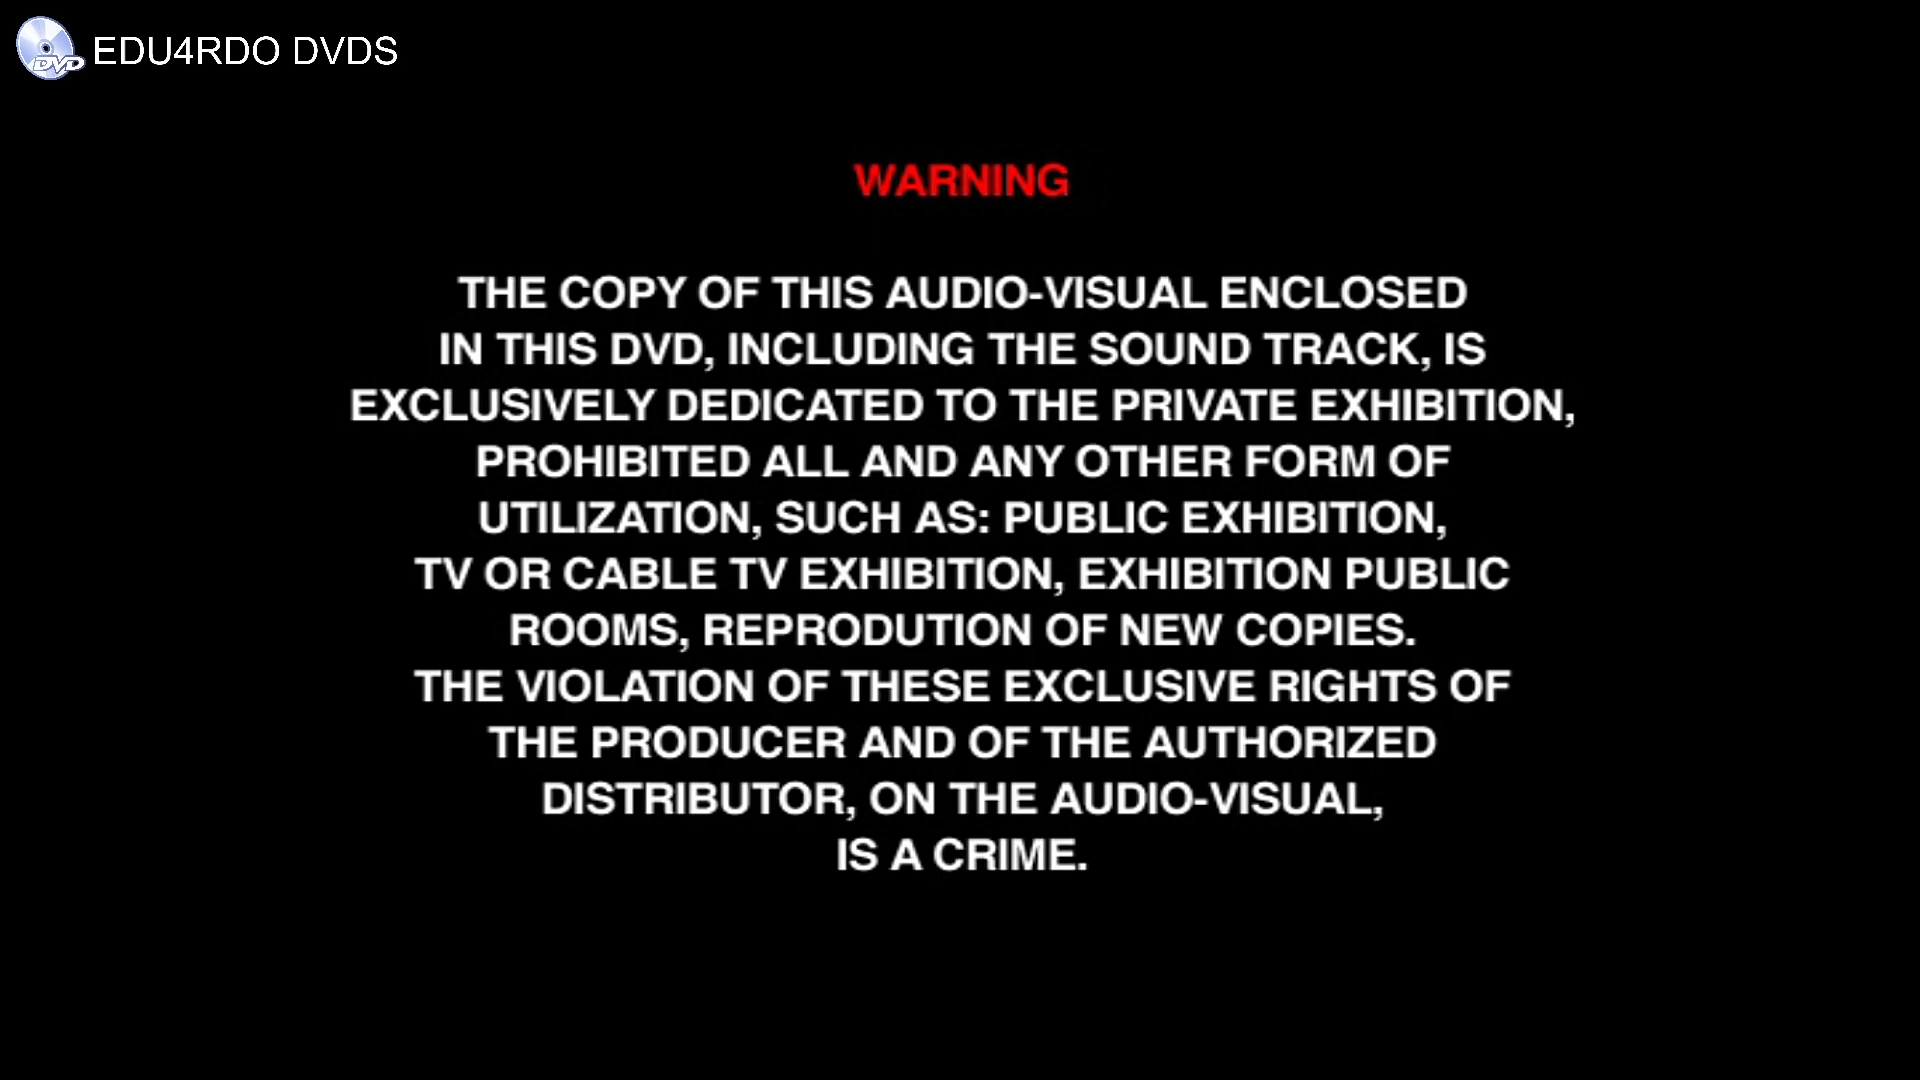 DVD EDU4RDO DVDS
WARNING
THE COPY OF THIS AUDIO-VISUAL ENCLOSED
IN THIS DVD, INCLUDING THE SOUND TRACK, IS
EXCLUSIVELY DEDICATED TO THE PRIVATE EXHIBITION,
PROHIBITED ALL AND ANY OTHER FORM OF
UTILIZATION, SUCH AS: PUBLIC EXHIBITION,
TV OR CABLE TV EXHIBITION, EXHIBITION PUBLIC
ROOMS, REPRODUTION OF NEW COPIES.
THE VIOLATION OF THESE EXCLUSIVE RIGHTS OF
THE PRODUCER AND OF THE AUTHORIZED
DISTRIBUTOR, ON THE AUDIO-VISUAL,
IS A CRIME.